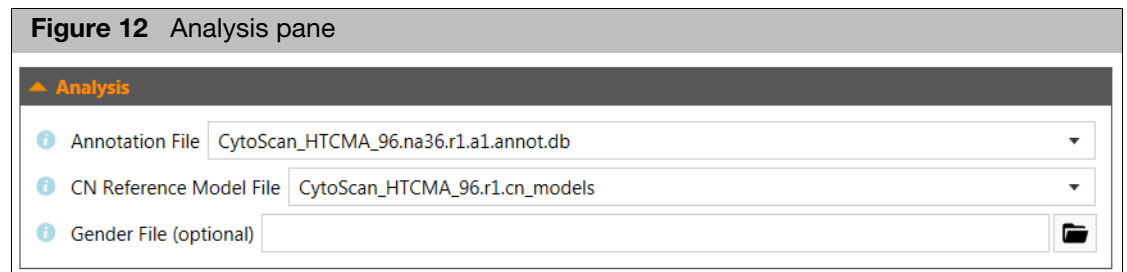 Figure 12 Analysis pane
Analysis
Annotation File CytoScan_HTCMA_96.na36.r1.a1.annot.db
CN Reference Model File CytoScan_HTCMA_96.r1.cn_models
Gender File (optional)